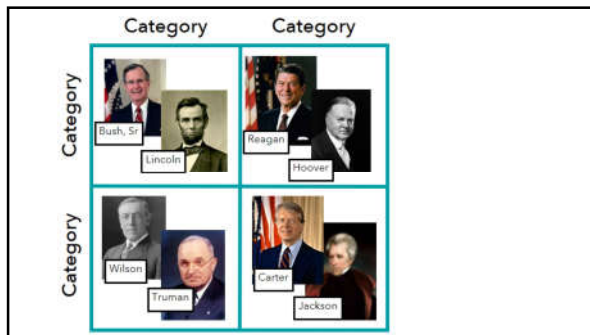 Category Category
Category
Bush, Sr
Lincoln
Reagan
Hoover
Category
Wilson
Truman
Carter
Jackson